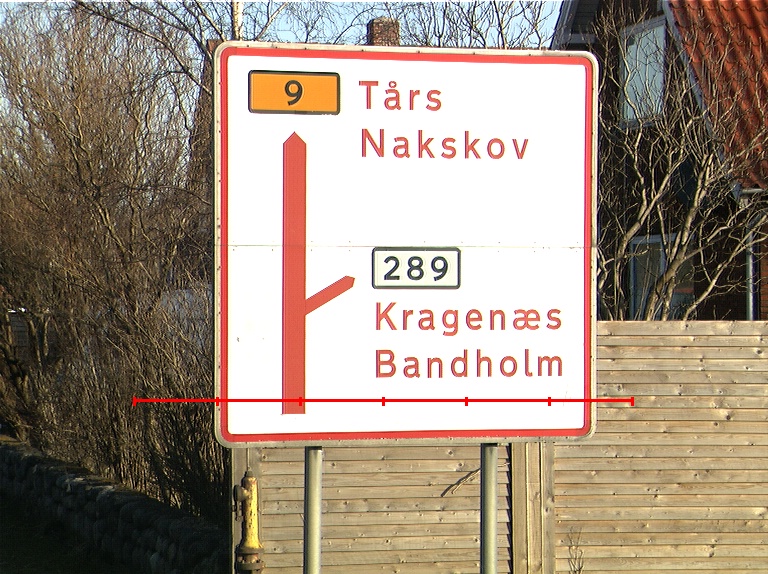 9
Tårs
Nakskov
289
Kragenæs
Bandholm